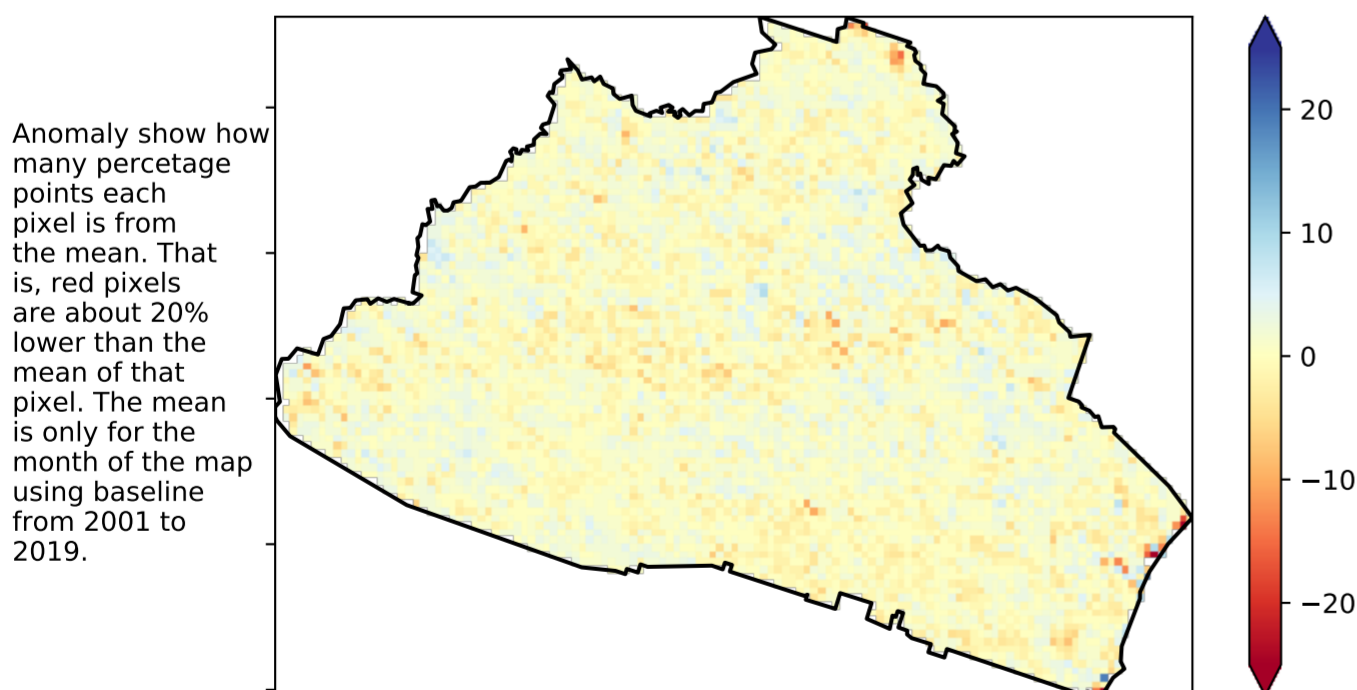 Anomaly show how
many percetage
points each
pixel is from
the mean. That
is, red pixels
are about 20%
lower than the
mean of that
pixel. The mean
is only for the
month of the map
using baseline
from 2001 to
2019.
20
10
0
−10
−20